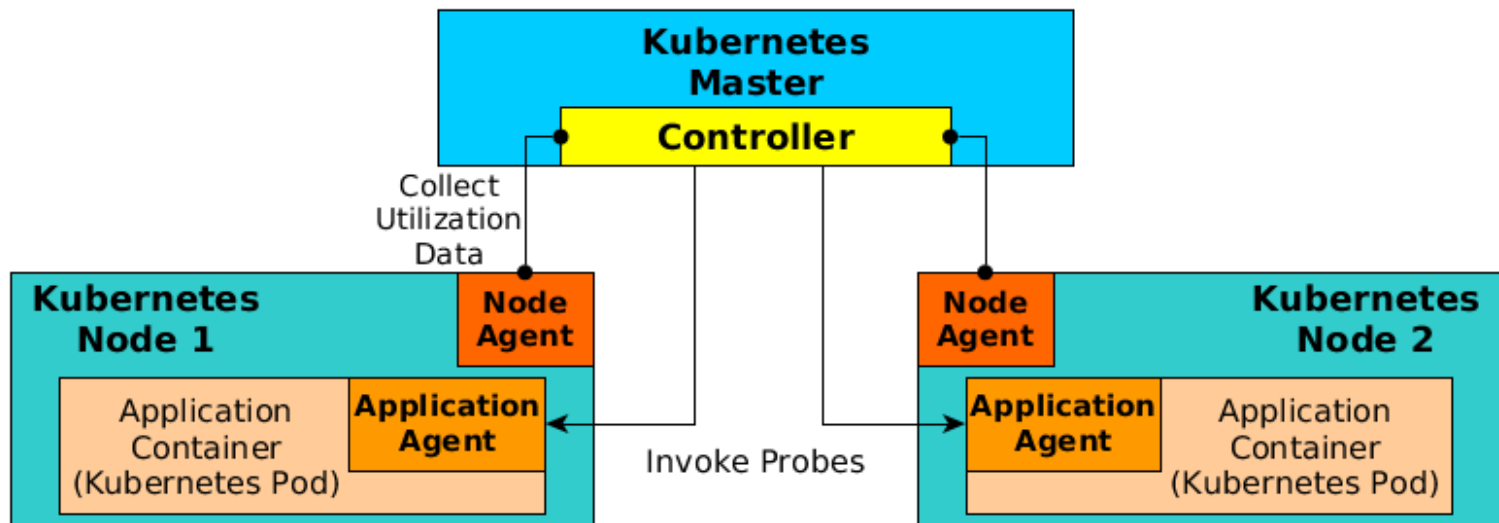 Kubernetes
Master
Controller
Collect
Utilization
Data
Kubernetes
Node 1
Node
Agent
Application
Container
(Kubernetes Pod)
Application
Agent
Invoke Probes
Node
Agent
Kubernetes
Node 2
Application
Agent
Application
Container
(Kubernetes Pod)